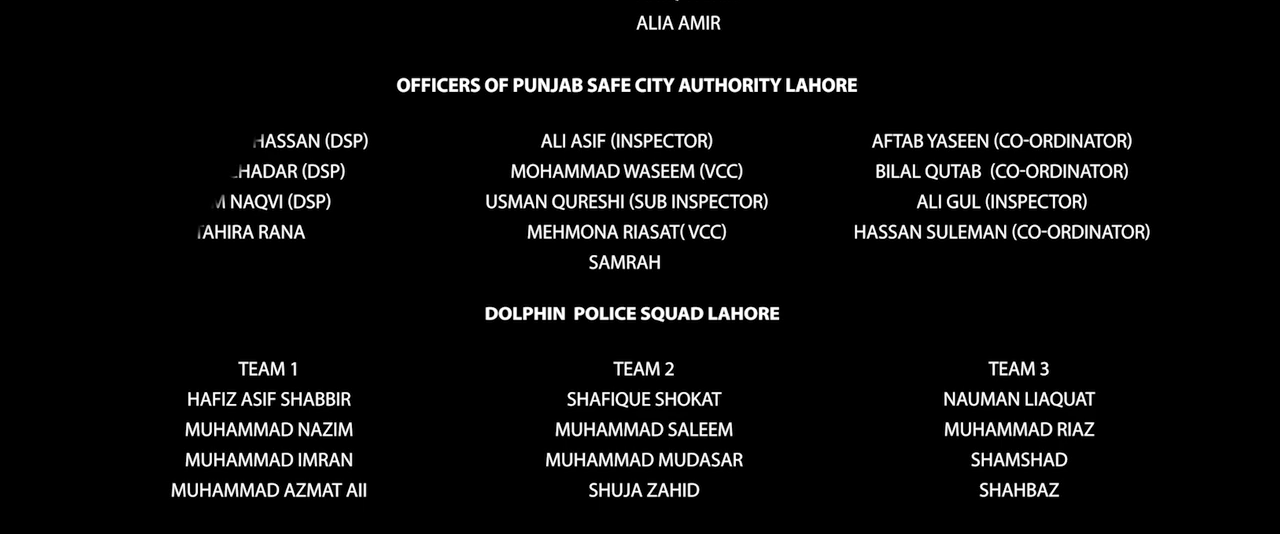 ALIA AMIR
OFFICERS OF PUNJAB SAFE CITY AUTHORITY LAHORE
HASSAN (DSP) ALI ASIF (INSPECTOR) AFTAB YASEEN (CO-ORDINATOR)
(DSP) MOHAMMAD WASEEM (VCC) BILAL QUTAB (CO-ORDINATOR)
NAQVI (DSP) USMAN QURESHI (SUB INSPECTOR) ALI GUL (INSPECTOR)
TAHIRA RANA MEHMONA RIASAT( VCC) HASSAN SULEMAN (CO-ORDINATOR)
SAMRAH
DOLPHIN POLICE SQUAD LAHORE
TEAM 1 TEAM 2 TEAM 3
HAFIZ ASIF SHABBIR SHAFIQUE SHOKAT NAUMAN LIAQUAT
MUHAMMAD NAZIM MUHAMMAD SALEEM MUHAMMAD RIAZ
MUHAMMAD IMRAN MUHAMMAD MUDASAR SHAMSHAD
MUHAMMAD AZMAT AII SHUJA ZAHID SHAHBAZ